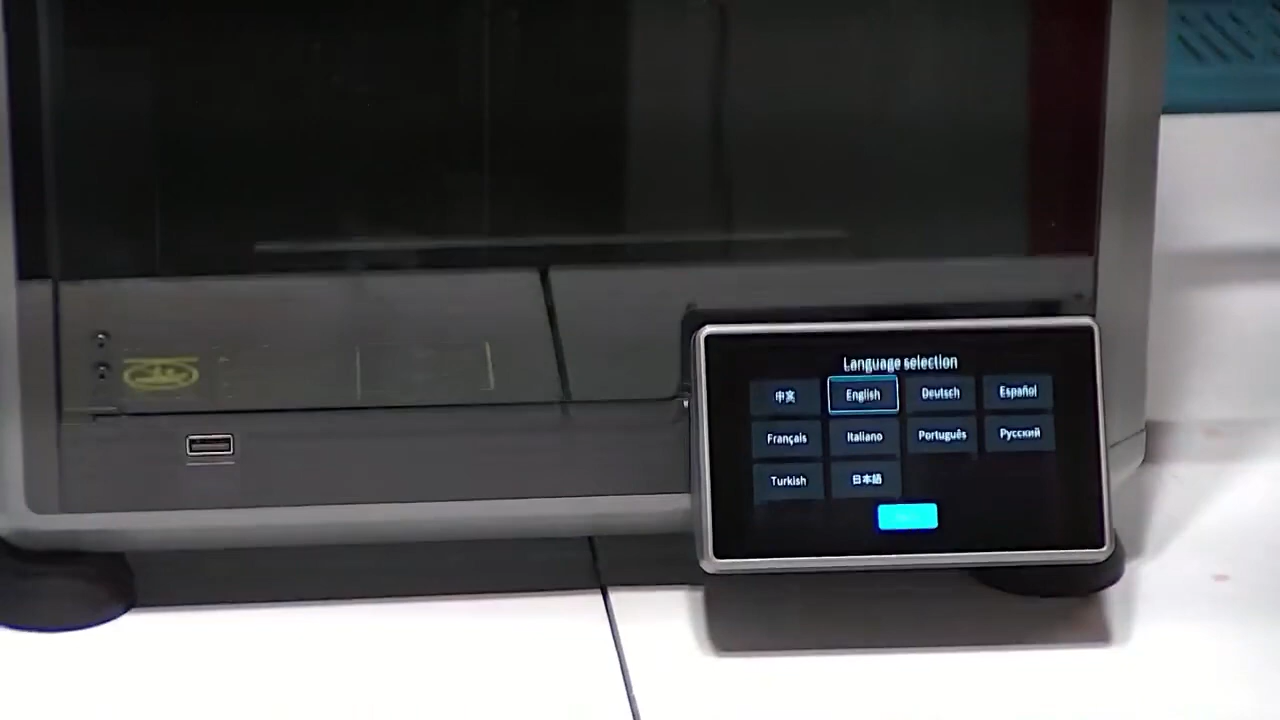 Language selection
中文 English Deutsch Español
Français Italiano Português Русский
Turkish 日本語